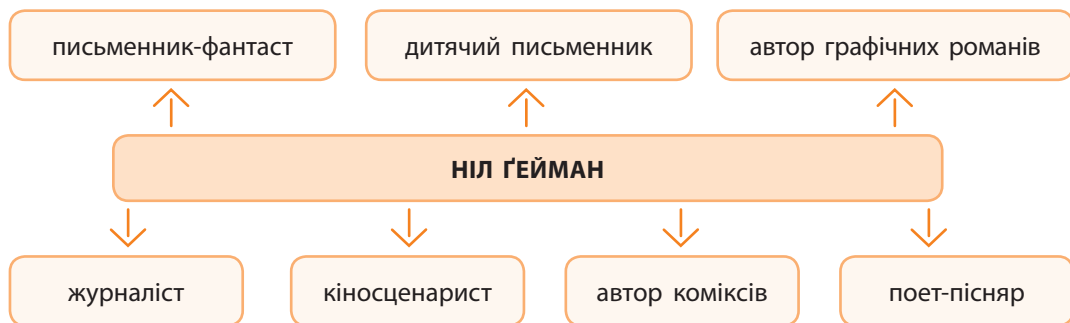 письменник-фантаст
дитячий письменник
автор графічних романів
НІЛ ҐЕЙМАН
журналіст
кіносценарист
автор коміксів
поет-пісняр